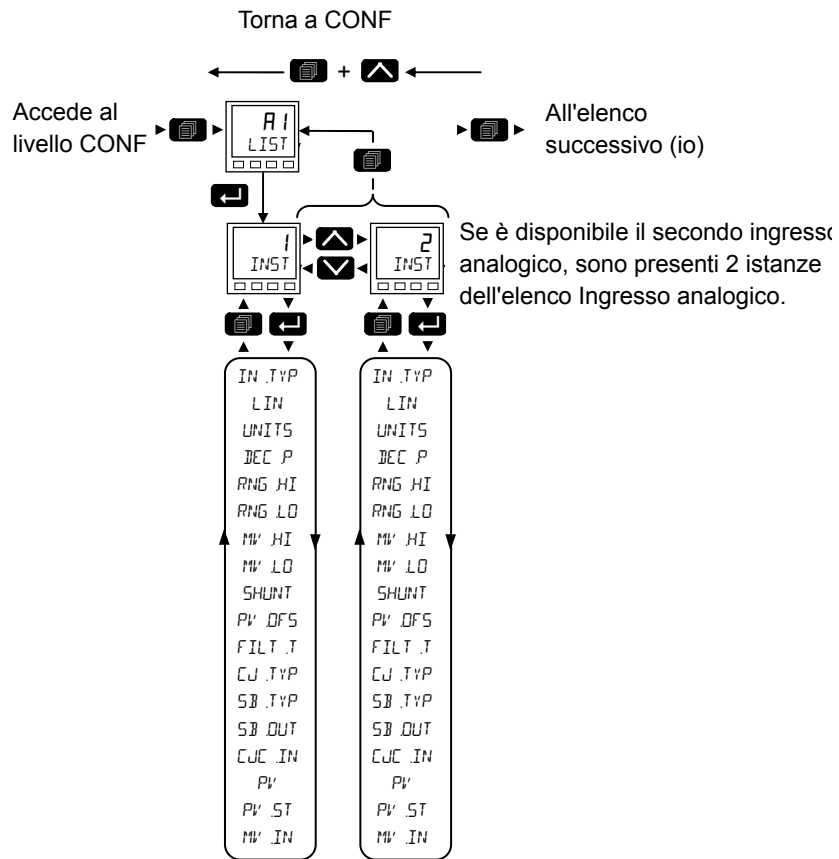 Torna a CONF
+
Accede al
livello CONF
AI
LIST
All'elenco
successivo (io)
1
INST
2
INST
Se è disponibile il secondo ingresso
analogico, sono presenti 2 istanze
dell'elenco Ingresso analogico.
IN.TYP
LIN
UNITS
DEC.P
RNG.HI
RNG.LO
MV.HI
MV.LO
SHUNT
PV.OFS
FILT.T
CJ.TYP
SB.TYP
SB.OUT
CJC.IN
PV
PV.ST
MV.IN
IN.TYP
LIN
UNITS
DEC.P
RNG.HI
RNG.LO
MV.HI
MV.LO
SHUNT
PV.OFS
FILT.T
CJ.TYP
SB.TYP
SB.OUT
CJC.IN
PV
PV.ST
MV.IN